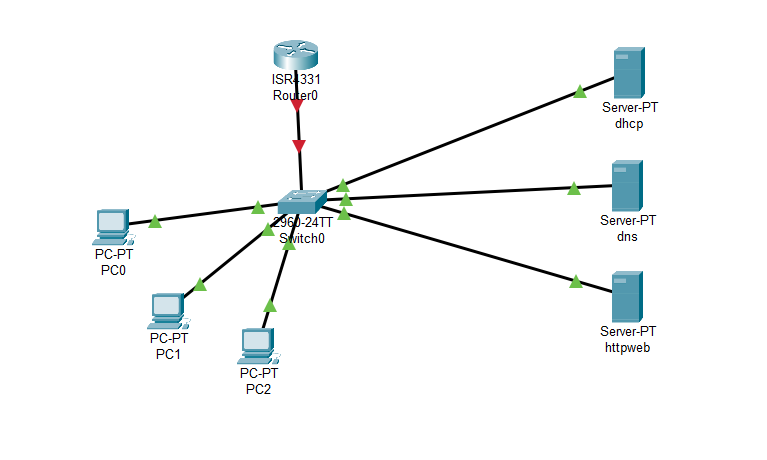 ISR4331
Router0
Server-PT
dhcp
2960-24TT
Switch0
Server-PT
dns
PC-PT
PC0
PC-PT
PC1
PC-PT
PC2
Server-PT
httpweb